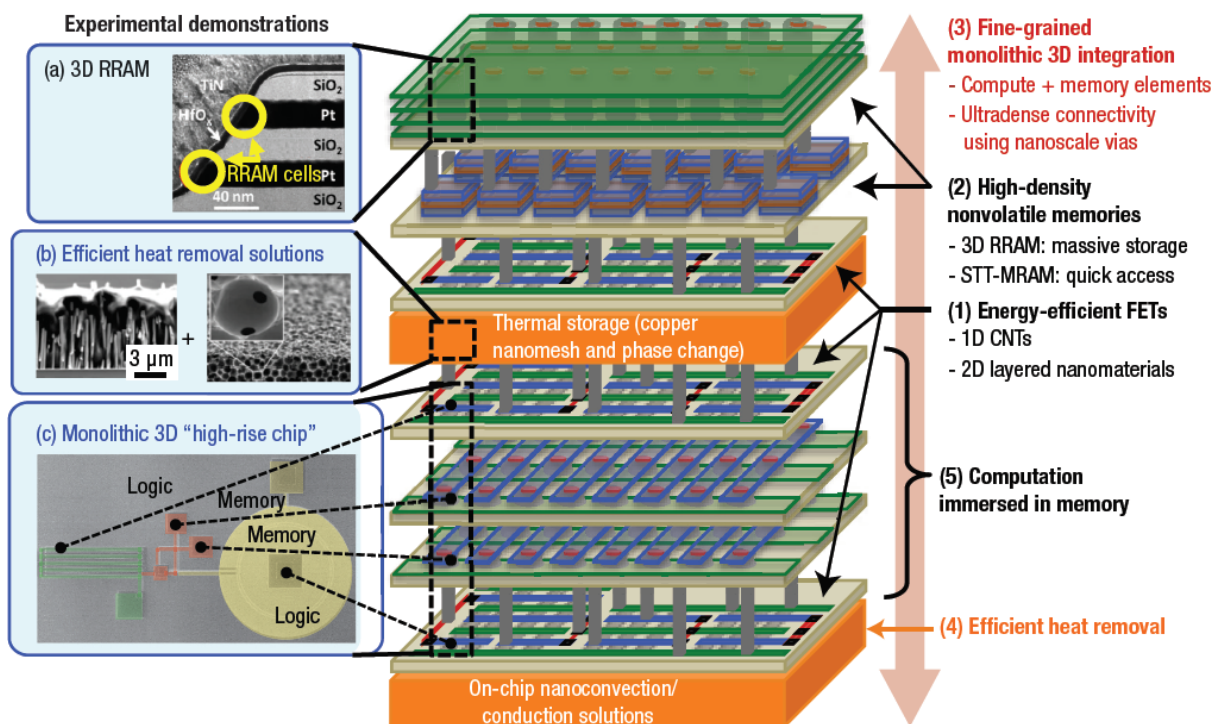 Experimental demonstrations
(a) 3D RRAM
TiN
HfOₓ
SiO₂
Pt
SiO₂
Pt
SiO₂
RRAM cells
40 nm
(b) Efficient heat removal solutions
3 µm
+
(c) Monolithic 3D “high-rise chip”
Logic
Memory
Memory
Logic
Thermal storage (copper
nanomesh and phase change)
On-chip nanoconvection/
conduction solutions
(3) Fine-grained
monolithic 3D integration
- Compute + memory elements
- Ultradense connectivity
using nanoscale vias
(2) High-density
nonvolatile memories
- 3D RRAM: massive storage
- STT-MRAM: quick access
(1) Energy-efficient FETs
- 1D CNTs
- 2D layered nanomaterials
(5) Computation
immersed in memory
(4) Efficient heat removal